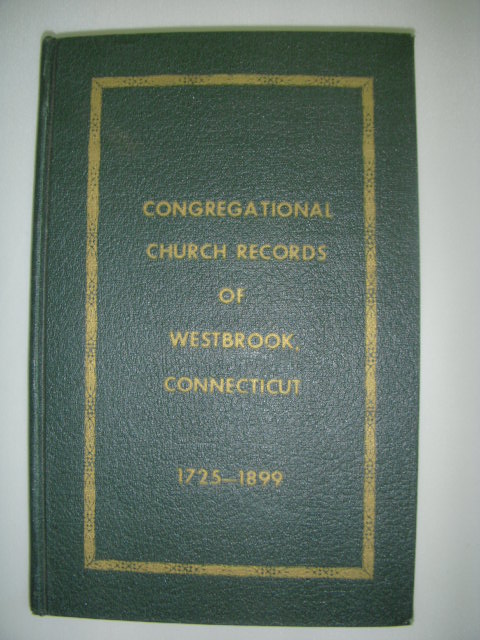 CONGREGATIONAL
CHURCH RECORDS
OF
WESTBROOK,
CONNECTICUT
1725—1899